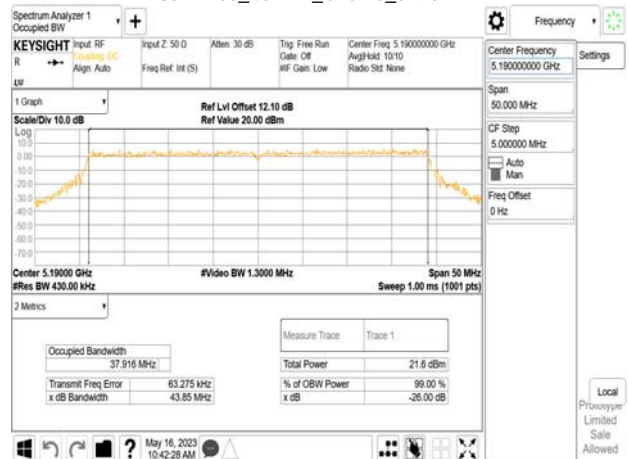 Spectrum Analyzer 1
Occupied BW
Frequency
KEYSIGHT
Input: RF
Coupling: DC
Align: Auto
Input Z: 50 Ω
Freq Ref: Int (S)
Atten: 30 dB
Trig: Free Run
Gate: Off
#IF Gain: Low
Center Freq: 5.190000000 GHz
Avg|Hold: 10/10
Radio Std: None
R
LXI
Center Frequency
5.190000000 GHz
Settings
Span
50.000 MHz
CF Step
5.000000 MHz
Auto
Man
Freq Offset
0 Hz
1 Graph
Scale/Div 10.0 dB
Ref Lvl Offset 12.10 dB
Ref Value 20.00 dBm
Log
10.0
0.00
-10.0
-20.0
-30.0
-40.0
-50.0
-60.0
-70.0
Center 5.19000 GHz
#Res BW 430.00 kHz
#Video BW 1.3000 MHz
Span 50 MHz
Sweep 1.00 ms (1001 pts)
2 Metrics
Measure Trace
Trace 1
Occupied Bandwidth
37.916 MHz
Total Power
21.6 dBm
Transmit Freq Error
63.275 kHz
% of OBW Power
99.00 %
x dB Bandwidth
43.85 MHz
x dB
-26.00 dB
Local
Prototype
Limited
Sale
Allowed
?
May 16, 2023
10:42:28 AM